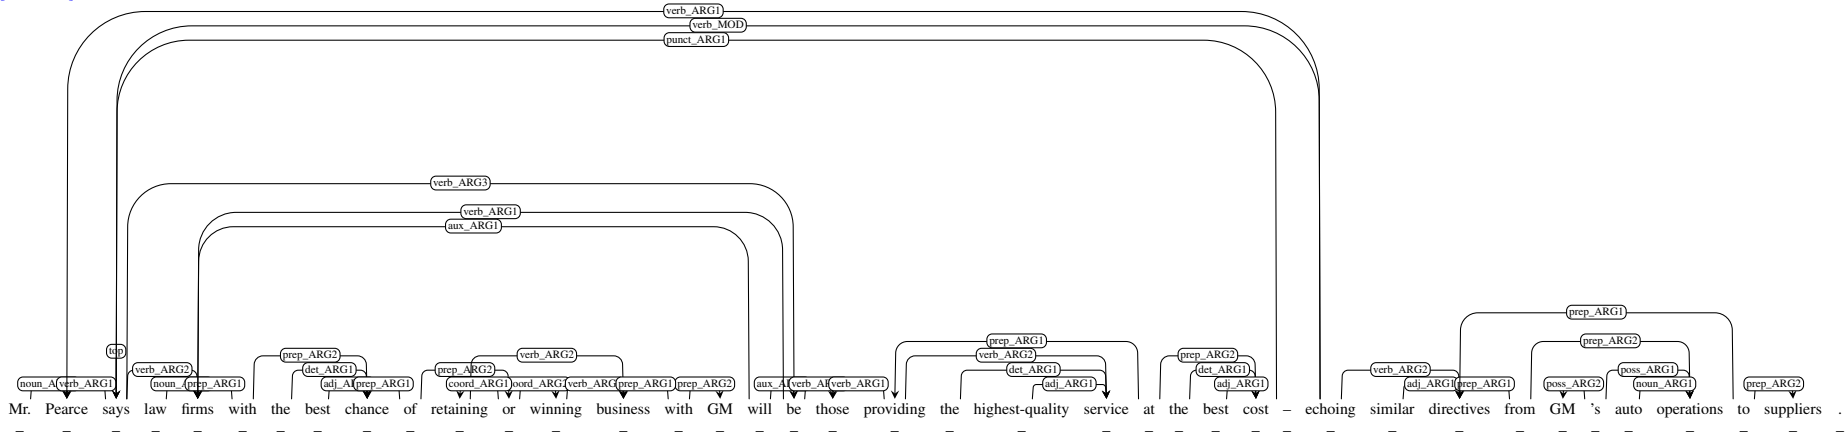 verb_ARG1
verb_MOD
punct_ARG1
verb_ARG3
verb_ARG1
aux_ARG1
prep_ARG1
prep_ARG1
prep_ARG2
top prep_ARG2 verb_ARG2 verb_ARG2 prep_ARG2
verb_ARG2 det_ARG1 prep_ARG2 det_ARG1 det_ARG1 verb_ARG2 poss_ARG1
verb_ARG1 prep_ARG1 prep_ARG1 coord_ARG1 prep_ARG1 prep_ARG2 verb_ARG1 adj_ARG1 adj_ARG1 adj_ARG1 prep_ARG1 poss_ARG2 noun_ARG1 prep_ARG2
Mr. Pearce says law firms with the best chance of retaining or winning business with GM will be those providing the highest-quality service at the best cost – echoing similar directives from GM 's auto operations to suppliers .